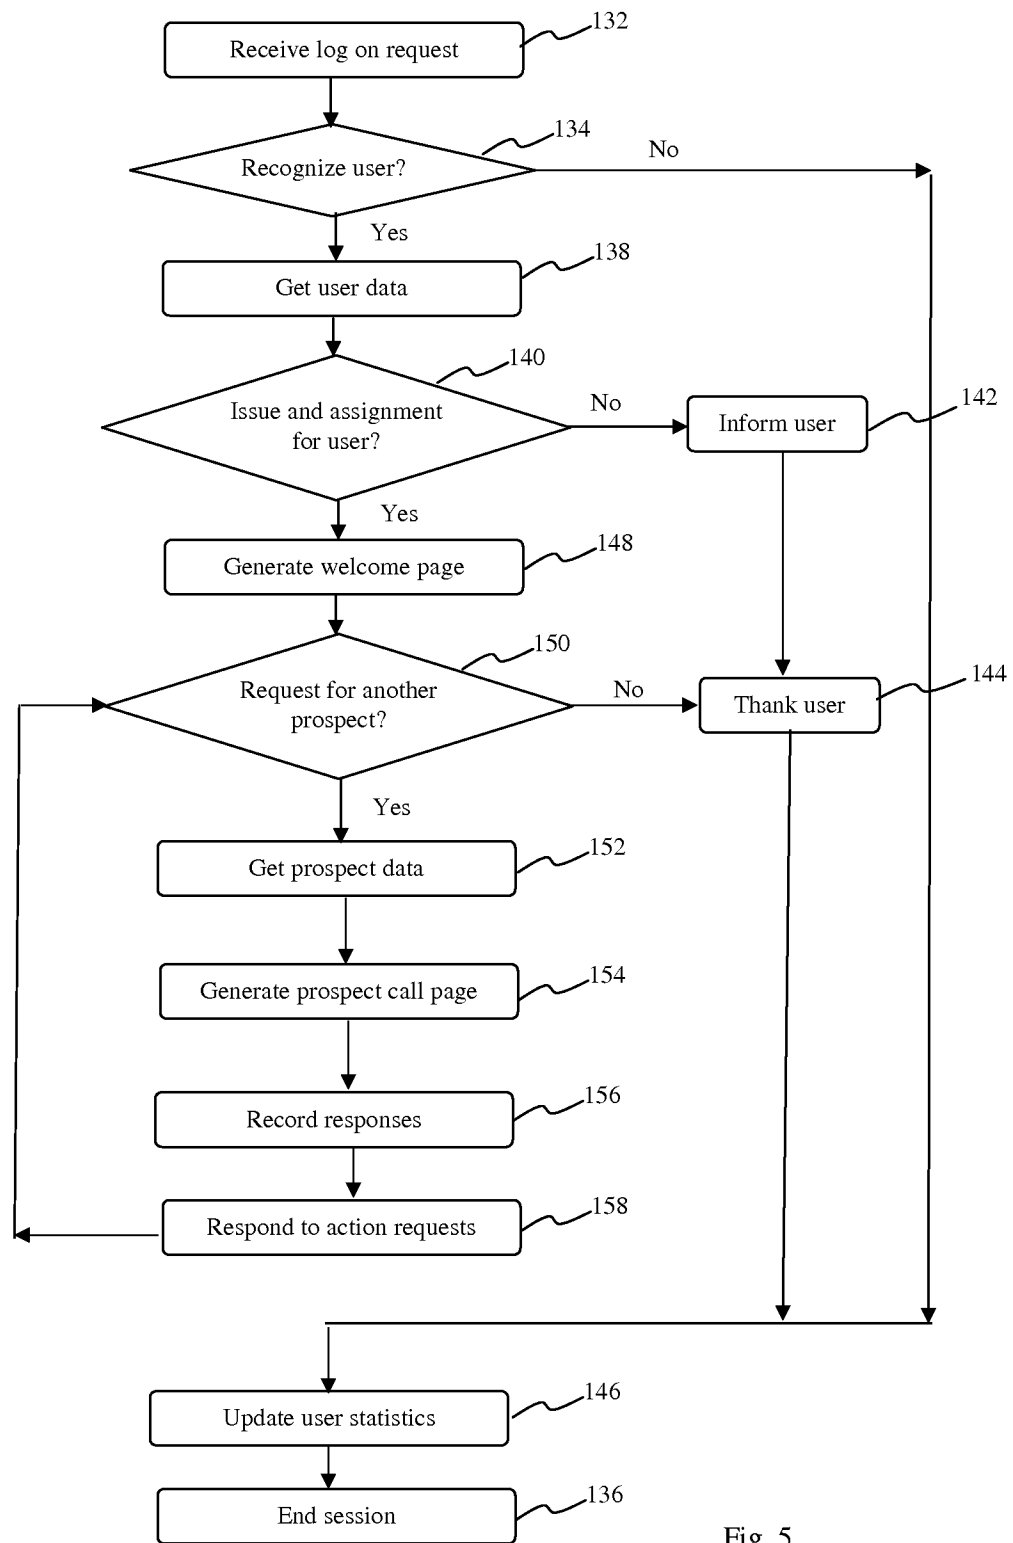 Receive log on request
132
134
Recognize user?
No
Yes
138
Get user data
140
Issue and assignment
for user?
No
Inform user
142
Yes
148
Generate welcome page
150
Request for another
prospect?
No
Thank user
144
Yes
152
Get prospect data
154
Generate prospect call page
156
Record responses
158
Respond to action requests
146
Update user statistics
136
End session
Fig. 5